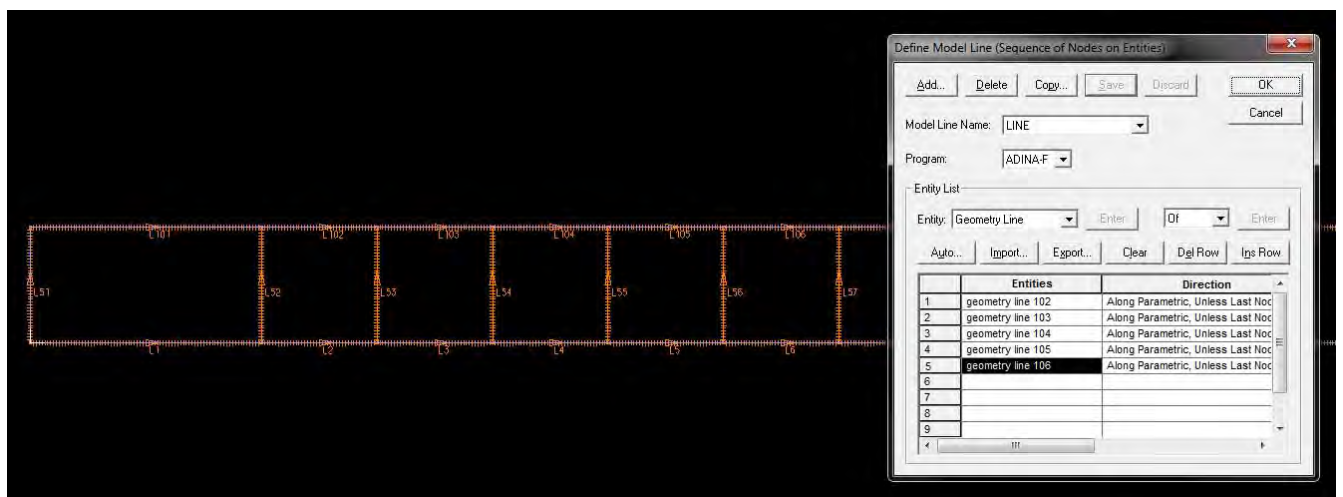 Define Model Line (Sequence of Nodes on Entities)
Add... Delete Copy... Save Discard OK
Cancel
Model Line Name: LINE
Program: ADINA-F
Entity List
Entity: Geometry Line Enter Of Enter
Auto... Import... Export... Clear Del Row Ins Row
Entities Direction
1 geometry line 102 Along Parametric, Unless Last Noc
2 geometry line 103 Along Parametric, Unless Last Noc
3 geometry line 104 Along Parametric, Unless Last Noc
4 geometry line 105 Along Parametric, Unless Last Noc
5 geometry line 106 Along Parametric, Unless Last Noc
6
7
8
9
L101 L102 L103 L104 L105 L106
L51 L52 L53 L54 L55 L56 L57
L1 L2 L3 L4 L5 L6